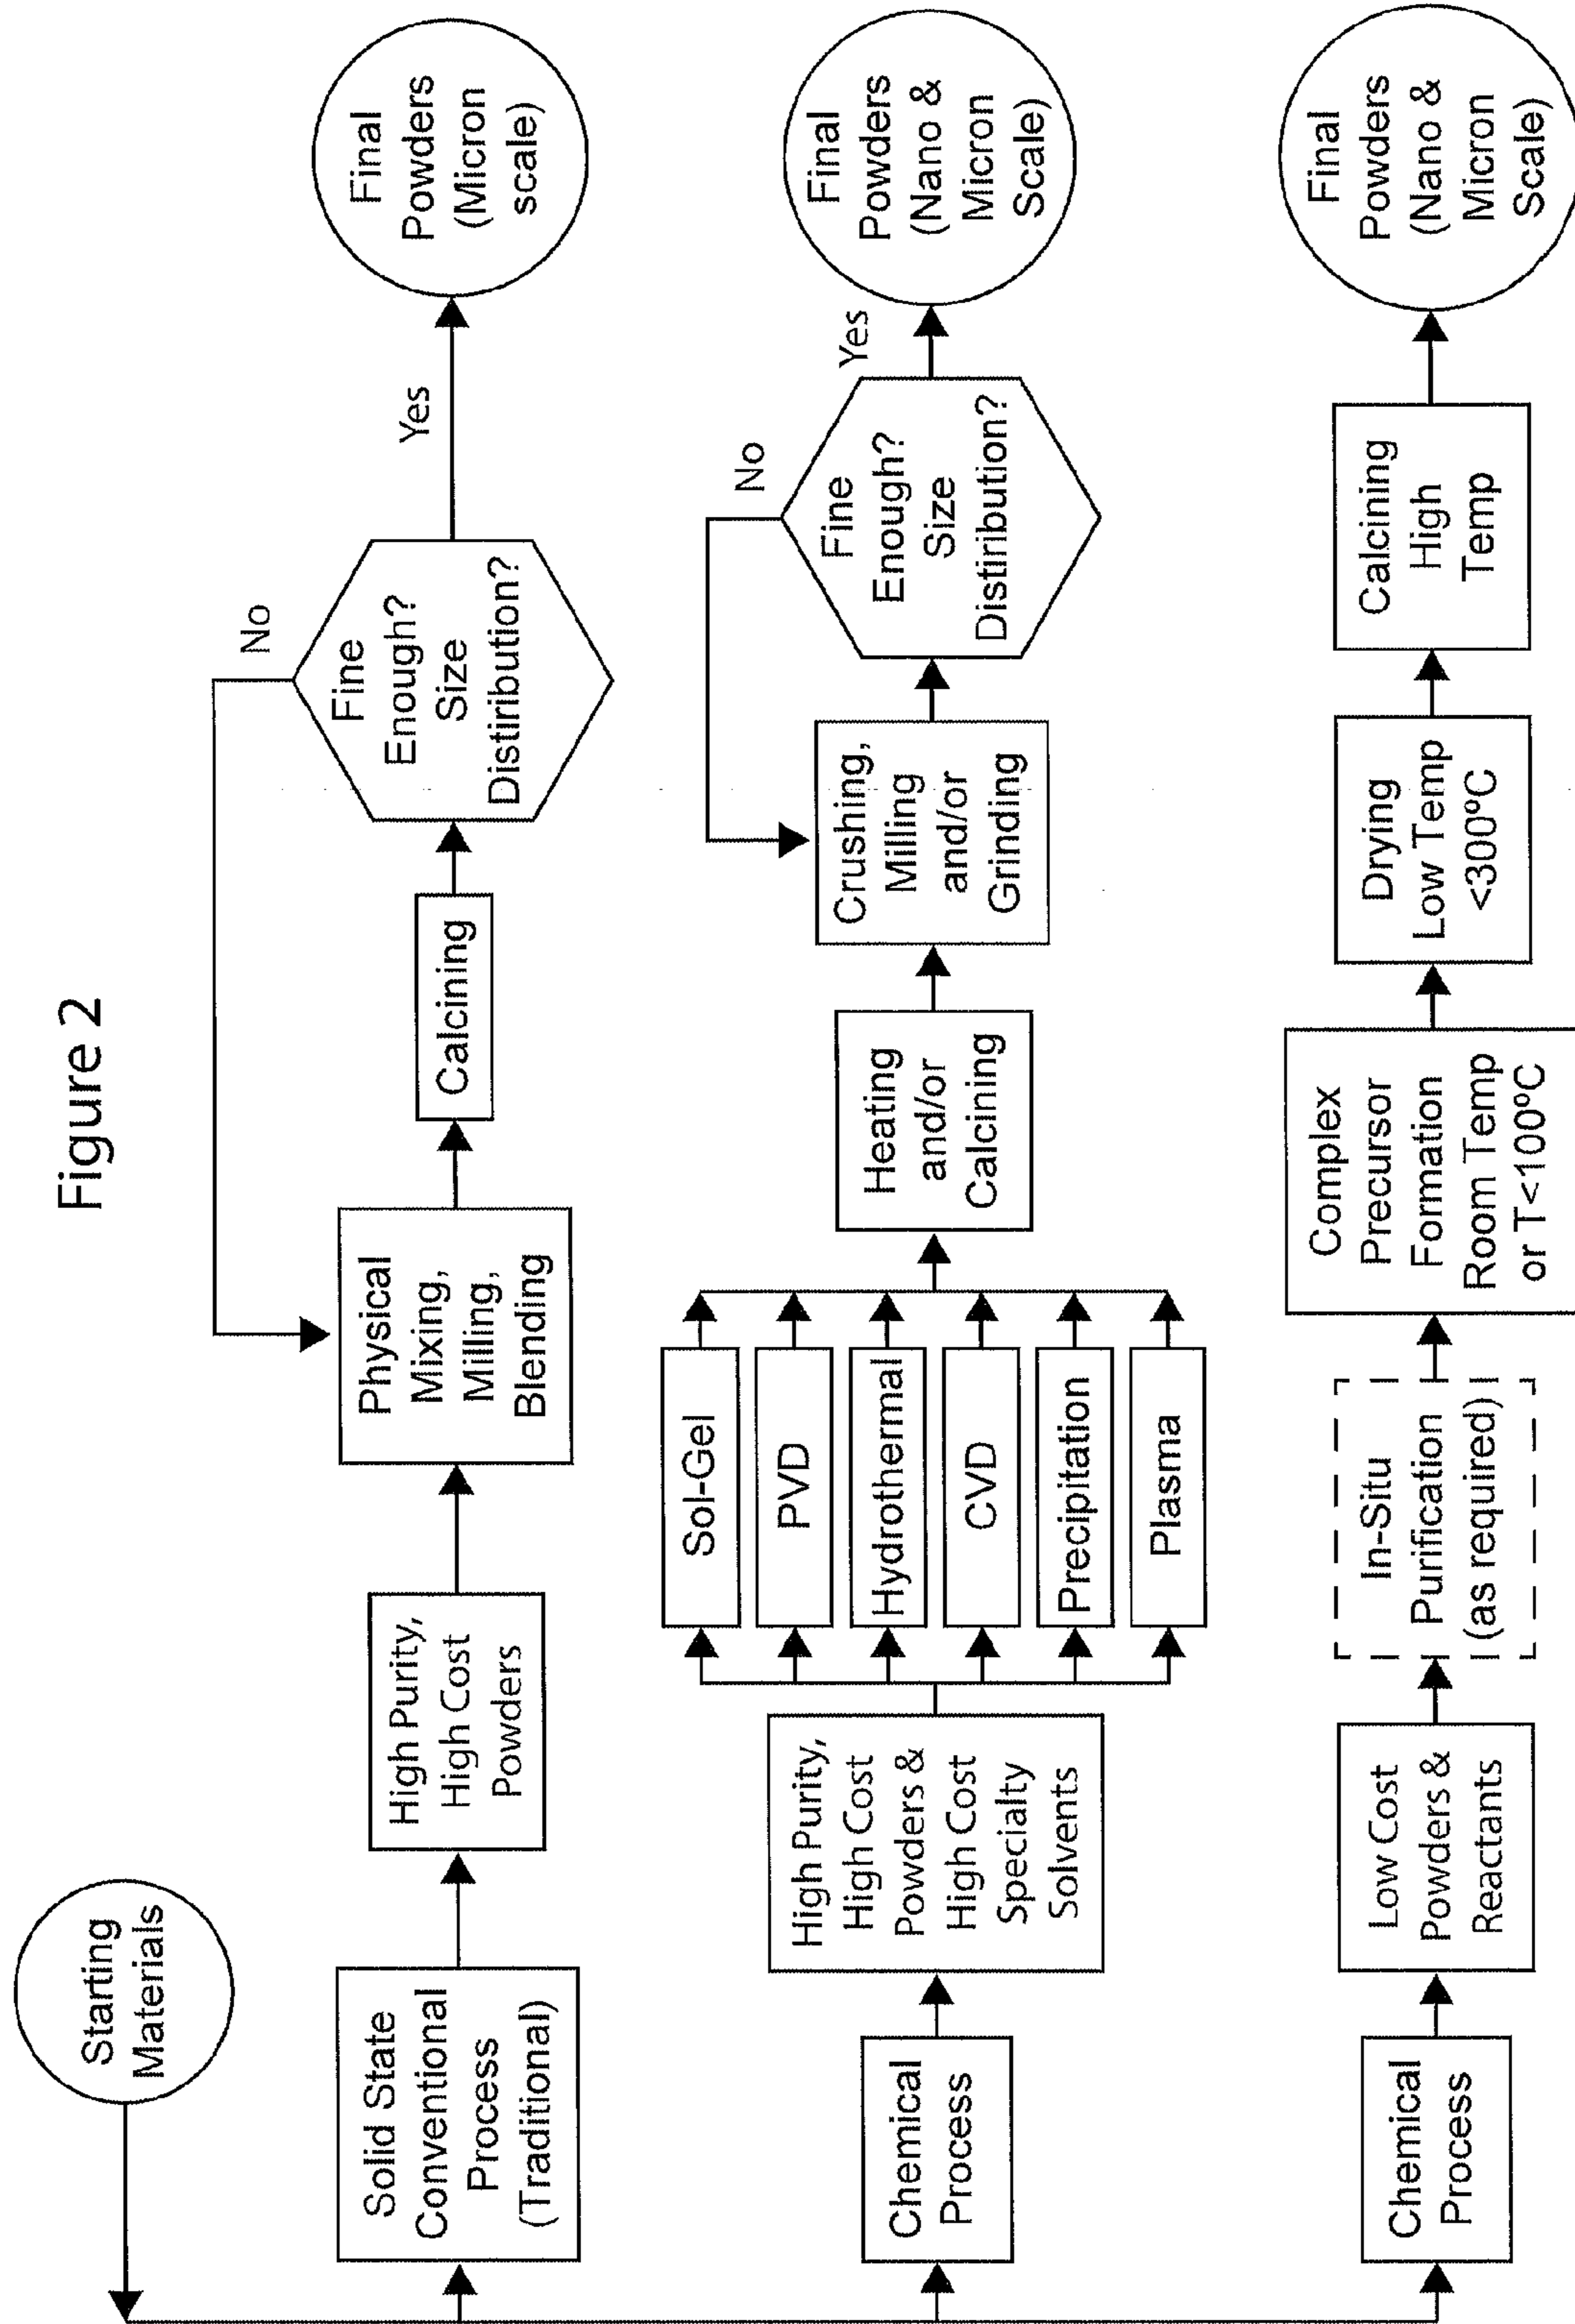 Figure 2
Starting
Materials
Solid State
Conventional
Process
(Traditional)
High Purity,
High Cost
Powders
Physical
Mixing,
Milling,
Blending
Calcining
Fine
Enough?
Size
Distiribution?
No
Yes
Final
Powders
(Micron
scale)
Chemical
Process
High Purity,
High Cost
Powders &
High Cost
Specialty
Solvents
Sol-Gel
PVD
Hydrothermal
CVD
Precipitation
Plasma
Heating
and/or
Calcining
Crushing,
Milling
and/or
Grinding
Fine
Enough?
Size
Distiribution?
No
Yes
Final
Powders
(Nano &
Micron
Scale)
Chemical
Process
Low Cost
Powders &
Reactants
In-Situ
Purification
(as required)
Complex
Precursor
Formation
Room Temp
or T<100ºC
Drying
Low Temp
<300ºC
Calcining
High
Temp
Final
Powders
(Nano &
Micron
Scale)